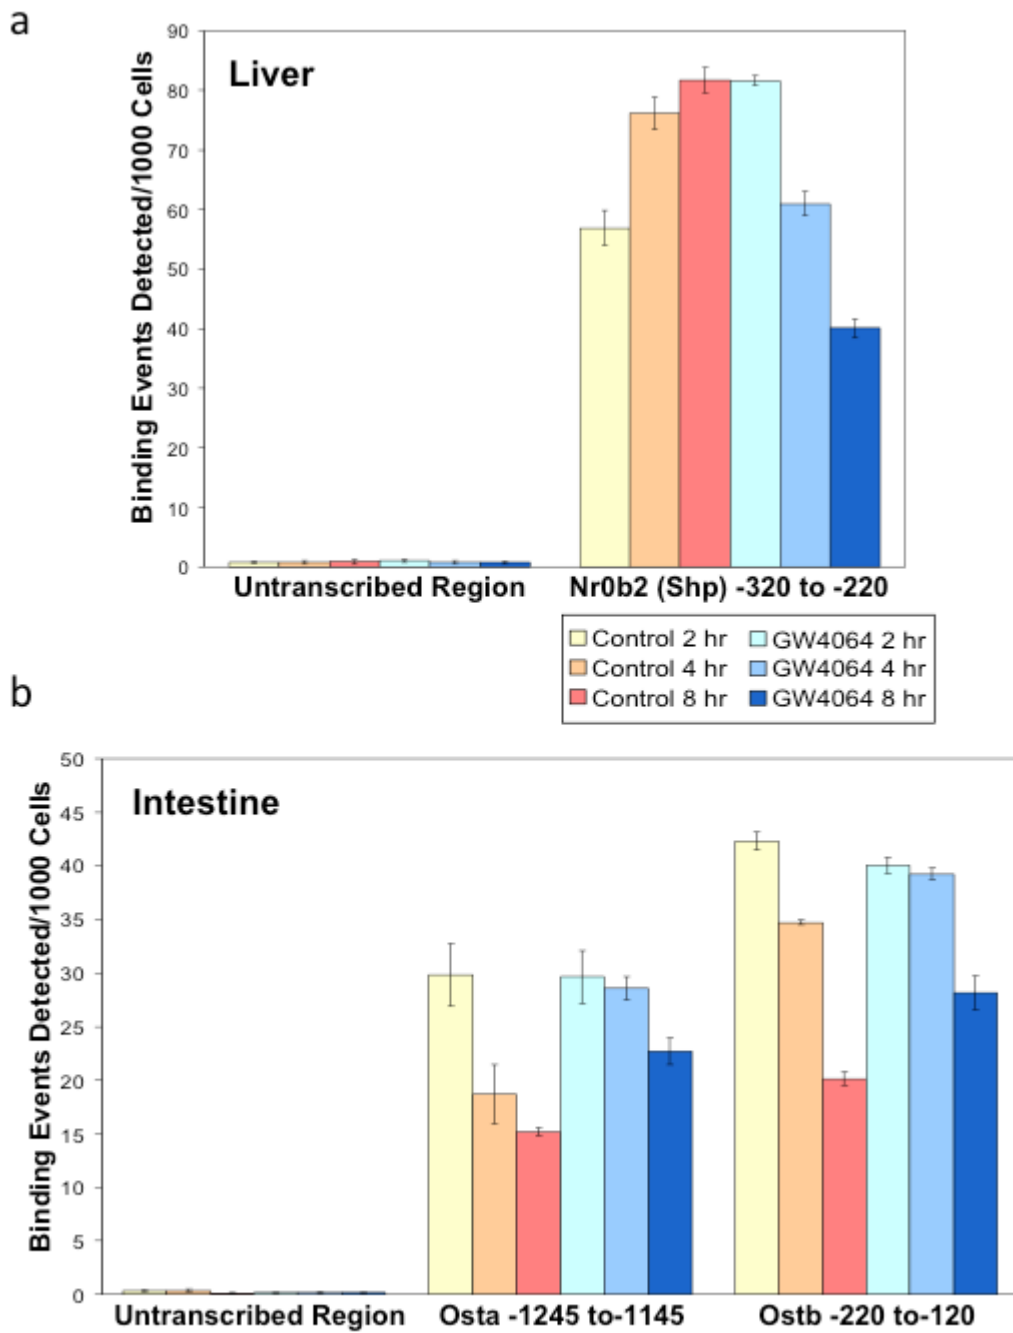 a
Liver
Binding Events Detected/1000 Cells
90
80
70
60
50
40
30
20
10
0
Untranscribed Region
Nr0b2 (Shp) -320 to -220
Control 2 hr
GW4064 2 hr
Control 4 hr
GW4064 4 hr
Control 8 hr
GW4064 8 hr
b
Intestine
Binding Events Detected/1000 Cells
50
45
40
35
30
25
20
15
10
5
0
Untranscribed Region
Osta -1245 to-1145
Ostb -220 to-120